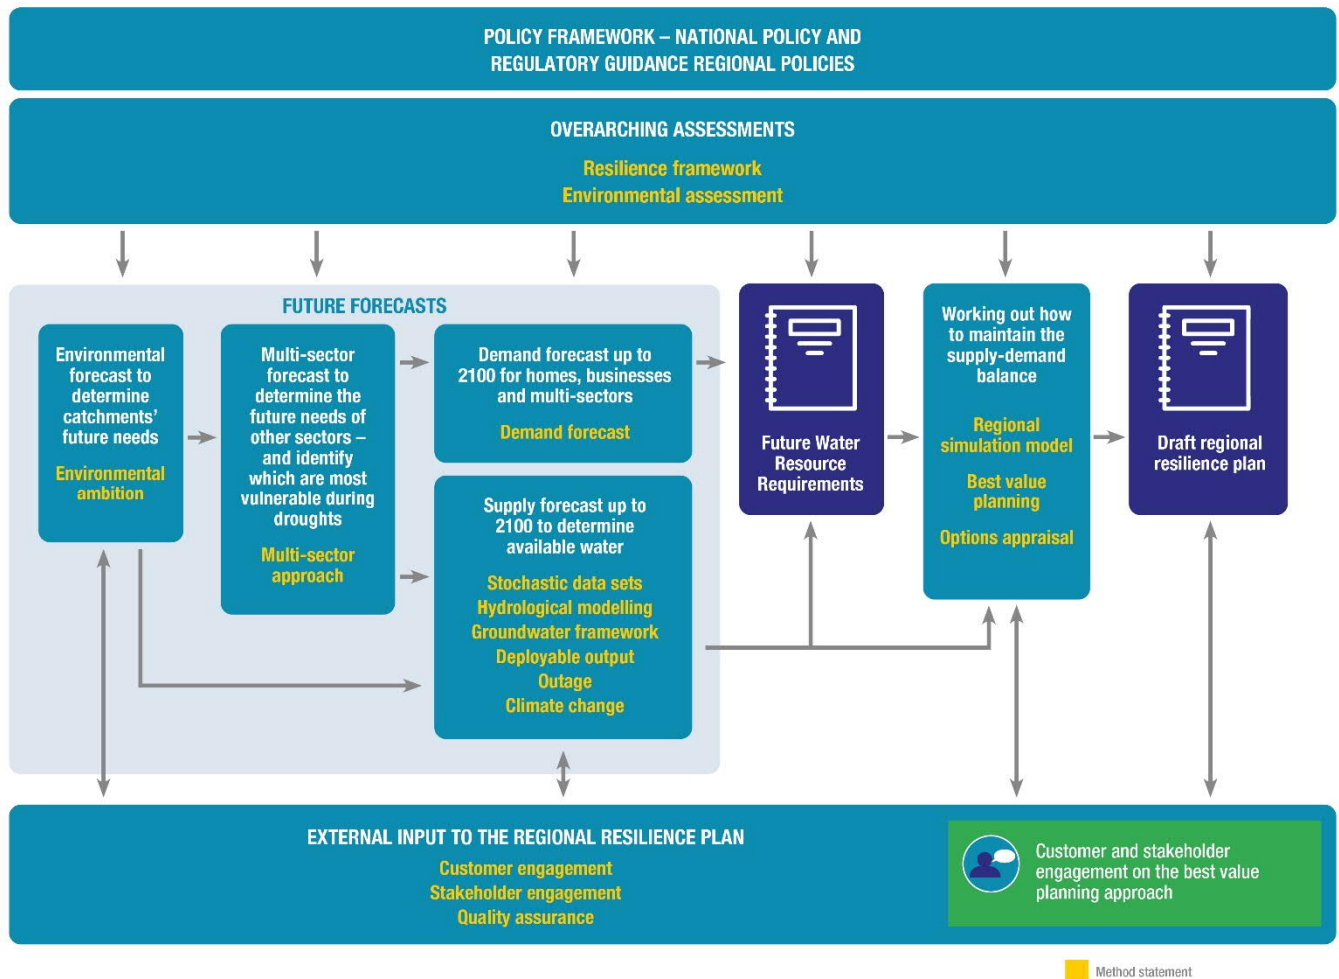 POLICY FRAMEWORK – NATIONAL POLICY AND
REGULATORY GUIDANCE REGIONAL POLICIES
OVERARCHING ASSESSMENTS
Resilience framework
Environmental assessment
FUTURE FORECASTS
Environmental
forecast to
determine
catchments'
future needs
Environmental
ambition
Multi-sector
forecast to
determine the
future needs of
other sectors –
and identify
which are most
vulnerable during
droughts
Multi-sector
approach
Demand forecast up to
2100 for homes, businesses
and multi-sectors
Demand forecast
Supply forecast up to
2100 to determine
available water
Stochastic data sets
Hydrological modelling
Groundwater framework
Deployable output
Outage
Climate change
Future Water
Resource
Requirements
Working out how
to maintain the
supply-demand
balance
Regional
simulation model
Best value
planning
Options appraisal
Draft regional
resilience plan
EXTERNAL INPUT TO THE REGIONAL RESILIENCE PLAN
Customer engagement
Stakeholder engagement
Quality assurance
Customer and stakeholder
engagement on the best value
planning approach
Method statement